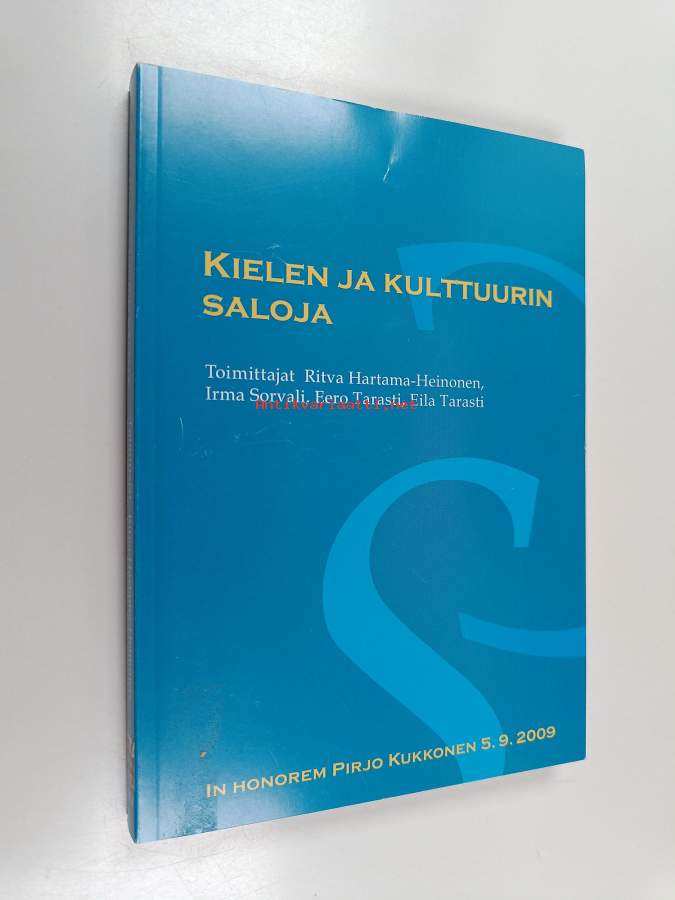 KIELEN JA KULTTUURIN
SALOJA
Toimittajat Ritva Hartama-Heinonen,
Irma Sorvali, Eero Tarasti, Eila Tarasti
Antikvariaatti.net
IN HONOREM PIRJO KUKKONEN 5.9.2009